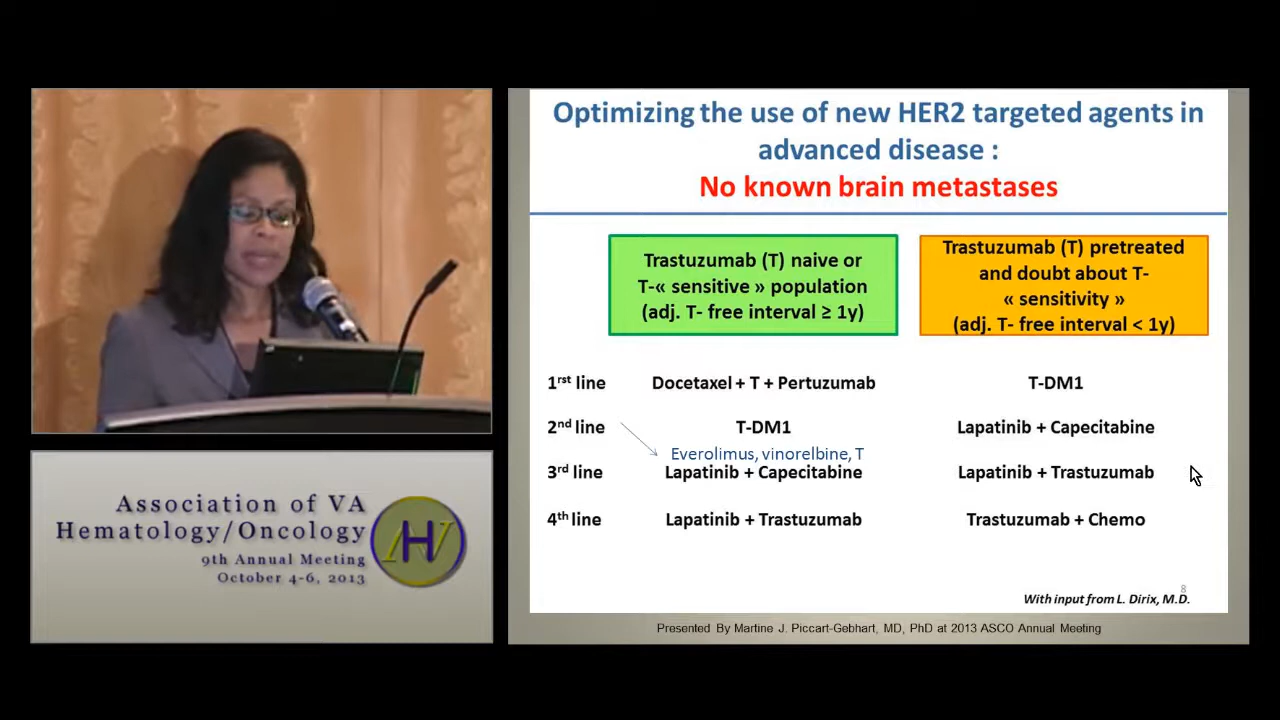 Optimizing the use of new HER2 targeted agents in
advanced disease :
No known brain metastases
Trastuzumab (T) naive or
T-« sensitive » population
(adj. T- free interval ≥ 1y)
Trastuzumab (T) pretreated
and doubt about T-
« sensitivity »
(adj. T- free interval < 1y)
1rst line Docetaxel + T + Pertuzumab T-DM1
2nd line T-DM1 Lapatinib + Capecitabine
Everolimus, vinorelbine, T
3rd line Lapatinib + Capecitabine Lapatinib + Trastuzumab
4th line Lapatinib + Trastuzumab Trastuzumab + Chemo
8
With input from L. Dirix, M.D.
Presented By Martine J. Piccart-Gebhart, MD, PhD at 2013 ASCO Annual Meeting
Association of VA
Hematology/Oncology
9th Annual Meeting
October 4-6, 2013
AHV